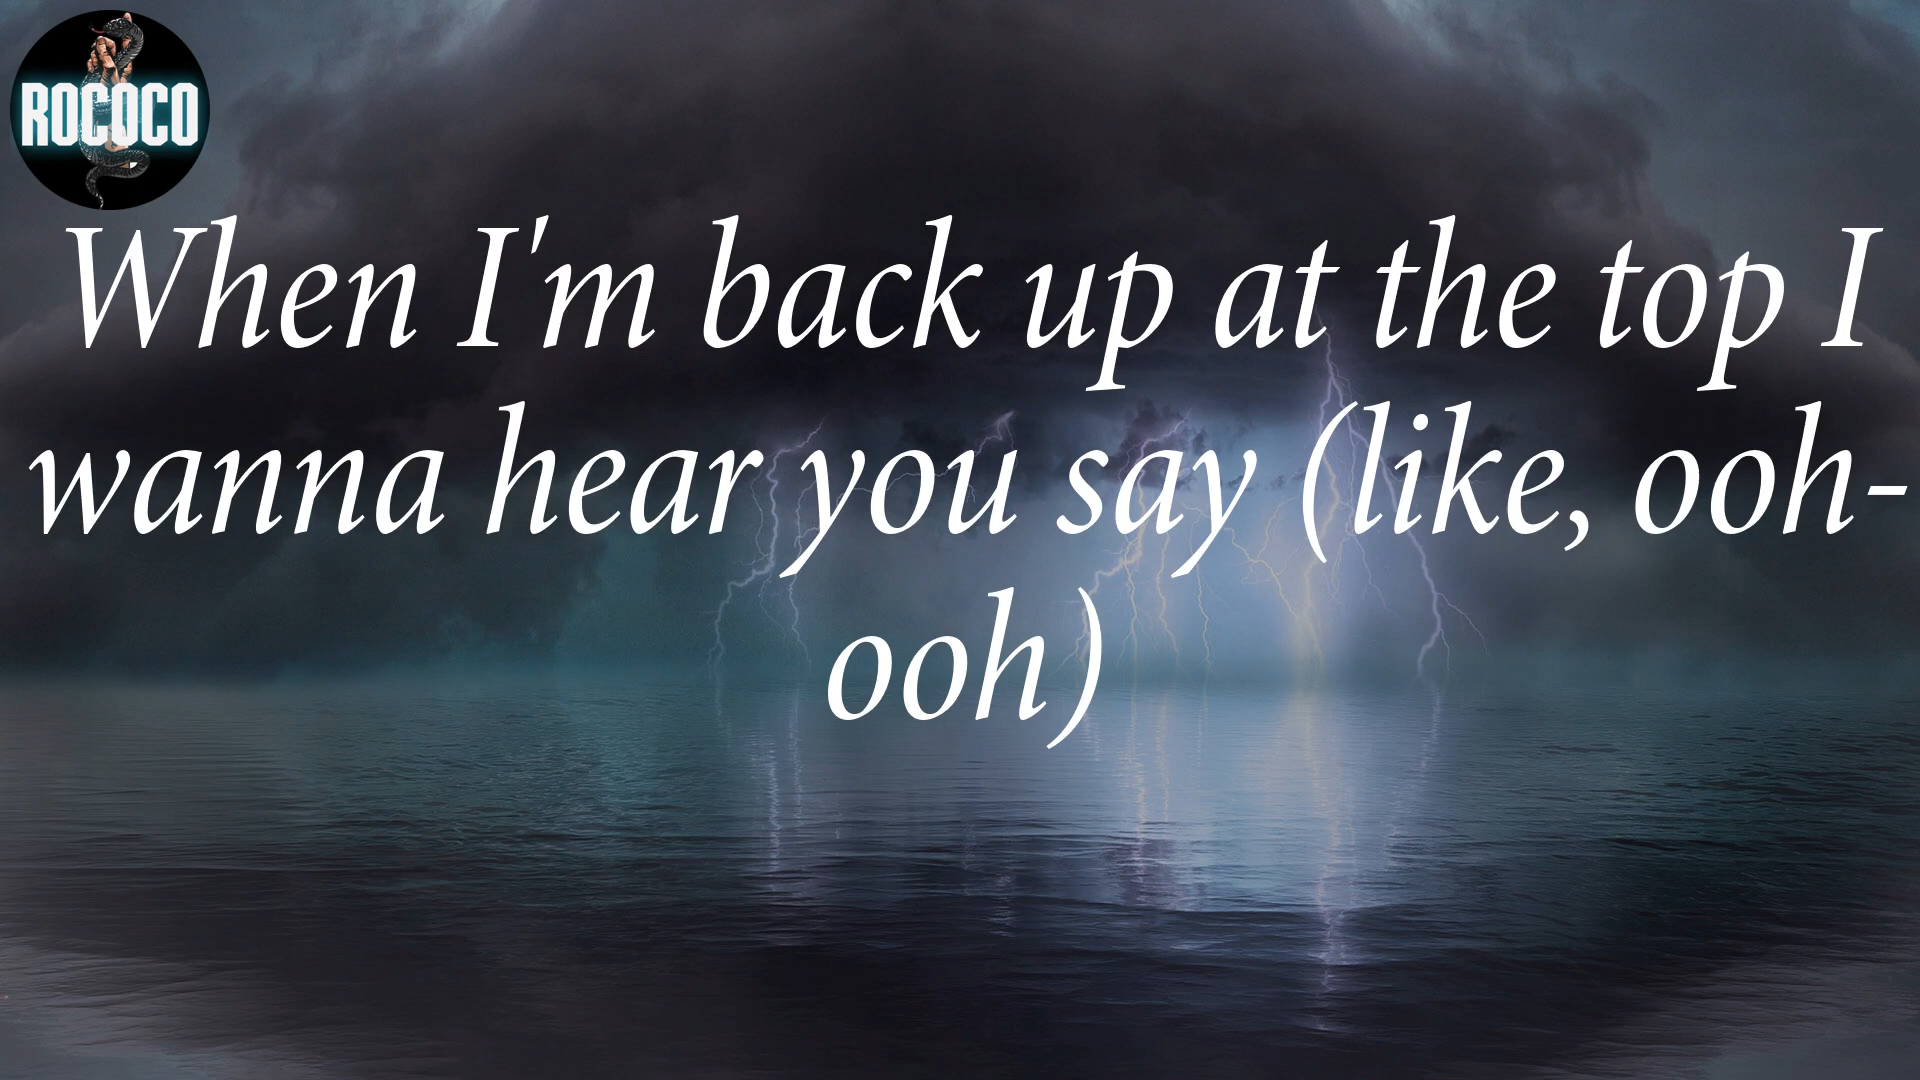 ROCOCO
When I'm back up at the top I
wanna hear you say (like, ooh-
ooh)